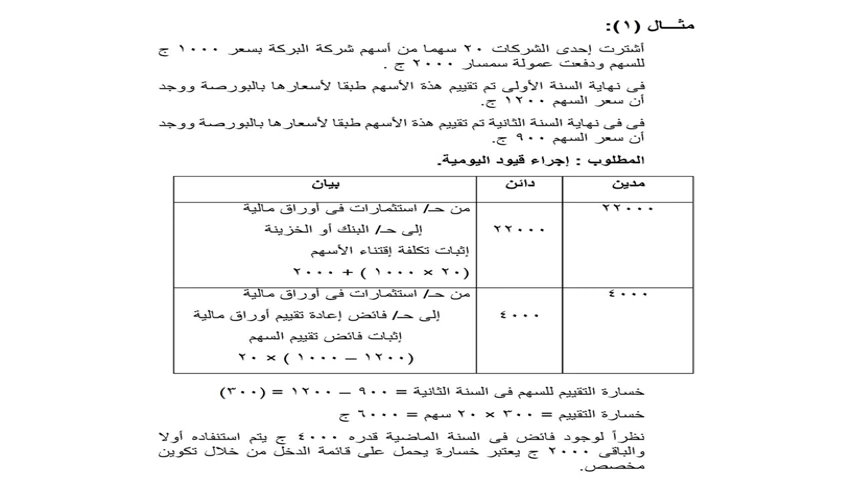 مثـــال (١):
أشترت إحدى الشركات ٢٠ سهما من أسهم شركة البركة بسعر ١٠٠٠ ج
للسهم ودفعت عمولة سمسار ٢٠٠٠ ج .
فى نهاية السنة الأولى تم تقييم هذة الأسهم طبقا لأسعارها بالبورصة ووجد
أن سعر السهم ١٢٠٠ ج.
فى فى نهاية السنة الثانية تم تقييم هذة الأسهم طبقا لأسعارها بالبورصة ووجد
أن سعر السهم ٩٠٠ ج.
المطلوب : إجراء قيود اليومية.
مدين دائن بيان
٢٢٠٠٠ من حـ/ استثمارات فى أوراق مالية
٢٢٠٠٠ إلى حـ/ البنك أو الخزينة
إثبات تكلفة إقتناء الأسهم
(٢٠ × ١٠٠٠ ) + ٢٠٠٠
٤٠٠٠ من حـ/ استثمارات فى أوراق مالية
٤٠٠٠ إلى حـ/ فائض إعادة تقييم أوراق مالية
إثبات فائض تقييم السهم
(١٢٠٠ – ١٠٠٠ ) × ٢٠
خسارة التقييم للسهم فى السنة الثانية = ٩٠٠ – ١٢٠٠ = (٣٠٠)
خسارة التقييم = ٣٠٠ × ٢٠ سهم = ٦٠٠٠ ج
نظراً لوجود فائض فى السنة الماضية قدره ٤٠٠٠ ج يتم استنفاده أولا
والباقى ٢٠٠٠ ج يعتبر خسارة يحمل على قائمة الدخل من خلال تكوين
مخصص.